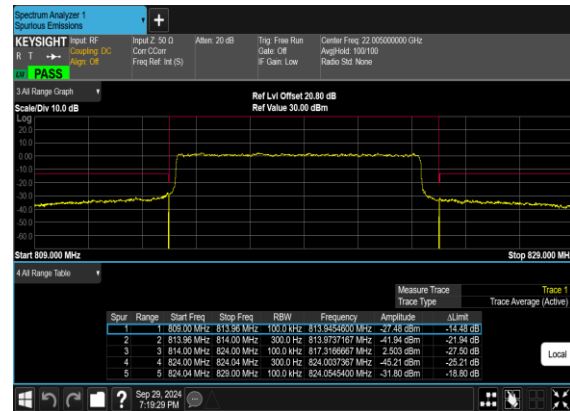 Spectrum Analyzer 1
Spurious Emissions
+
KEYSIGHT Input: RF Input Z: 50 Ω Atten: 20 dB Trig: Free Run Center Freq: 22.005000000 GHz
R T Coupling: DC Corr CCorr Gate: Off Avg|Hold: 100/100
Align: Off Freq Ref: Int (S) IF Gain: Low Radio Std: None
PASS
3 All Range Graph
Ref Lvl Offset 20.80 dB
Scale/Div 10.0 dB Ref Value 30.00 dBm
Log
20.0
10.0
0.00
-10.0
-20.0
-30.0
-40.0
-50.0
-60.0
Start 809.000 MHz Stop 829.000 MH
4 All Range Table
Measure Trace Trace 1
Trace Type Trace Average (Active)
Spur Range Start Freq Stop Freq RBW Frequency Amplitude ΔLimit
1 1 809.00 MHz 813.96 MHz 100.0 kHz 813.9454600 MHz -27.48 dBm -14.48 dB
2 2 813.96 MHz 814.00 MHz 300.0 Hz 813.9737167 MHz -41.94 dBm -21.94 dB
3 3 814.00 MHz 824.00 MHz 100.0 kHz 817.3166667 MHz 2.503 dBm -27.50 dB
4 4 824.00 MHz 824.04 MHz 300.0 Hz 824.0037367 MHz -45.21 dBm -25.21 dB
5 5 824.04 MHz 829.00 MHz 100.0 kHz 824.0545400 MHz -31.80 dBm -18.80 dB
Local
? Sep 29, 2024
7:19:29 PM